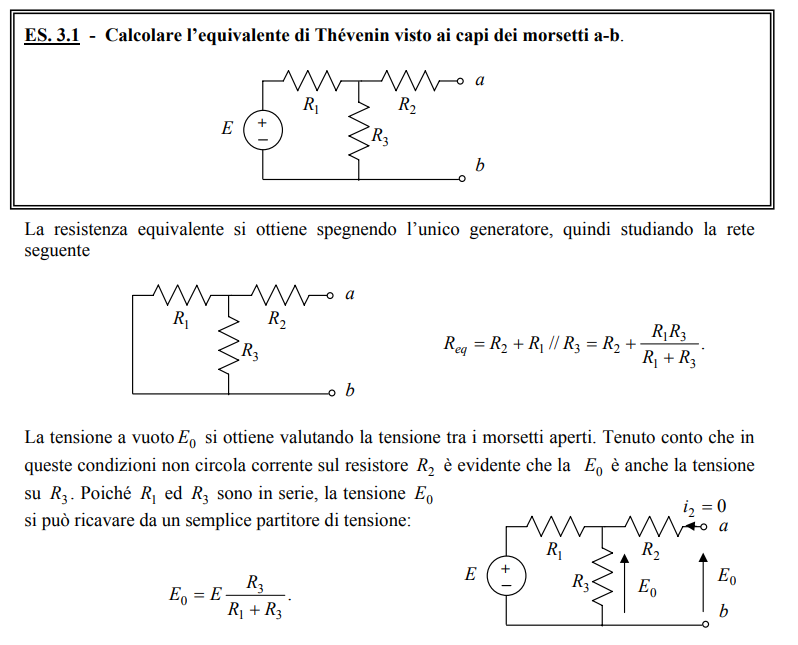 ES. 3.1 - Calcolare l'equivalente di Thévenin visto ai capi dei morsetti a-b.
a
R1
R2
E
+
R3
−
b
La resistenza equivalente si ottiene spegnendo l'unico generatore, quindi studiando la rete
seguente
a
R1
R2
R3
Req = R2 + R1 // R3 = R2 + R1R3 / (R1 + R3).
b
La tensione a vuoto E0 si ottiene valutando la tensione tra i morsetti aperti. Tenuto conto che in
queste condizioni non circola corrente sul resistore R2 è evidente che la E0 è anche la tensione
su R3. Poiché R1 ed R3 sono in serie, la tensione E0
si può ricavare da un semplice partitore di tensione:
i2 = 0
a
R1
R2
E
+
−
R3
E0
E0
b
E0 = E R3 / (R1 + R3).